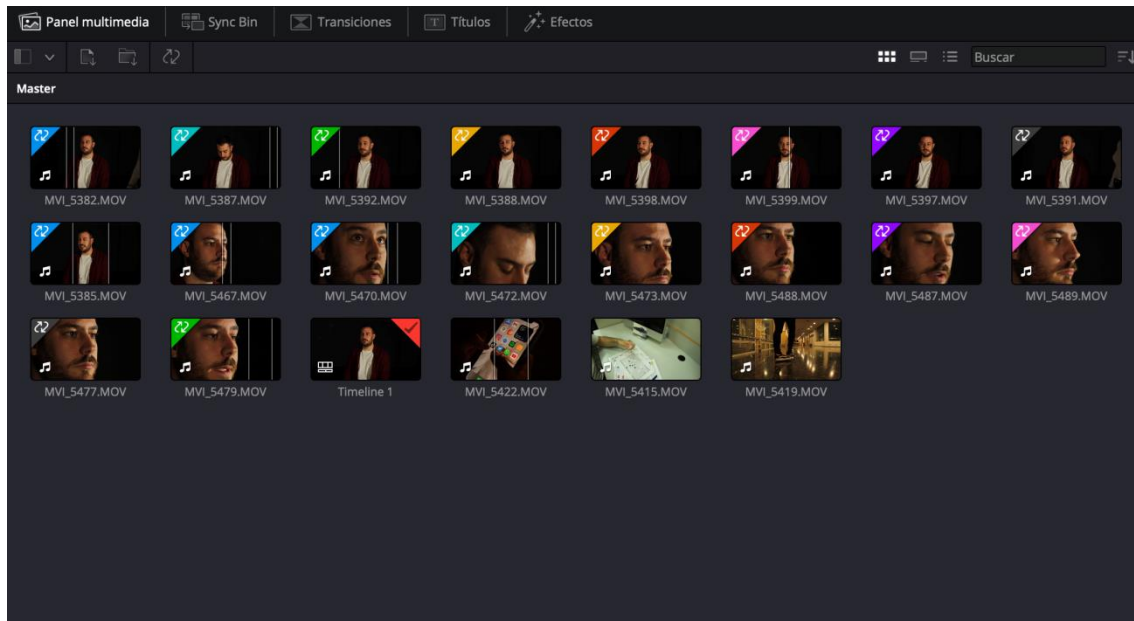 Panel multimedia Sync Bin Transiciones Títulos Efectos
Buscar
Master
MVI_5382.MOV MVI_5387.MOV MVI_5392.MOV MVI_5388.MOV MVI_5398.MOV MVI_5399.MOV MVI_5397.MOV MVI_5391.MOV
MVI_5385.MOV MVI_5467.MOV MVI_5470.MOV MVI_5472.MOV MVI_5473.MOV MVI_5488.MOV MVI_5487.MOV MVI_5489.MOV
MVI_5477.MOV MVI_5479.MOV Timeline 1 MVI_5422.MOV MVI_5415.MOV MVI_5419.MOV